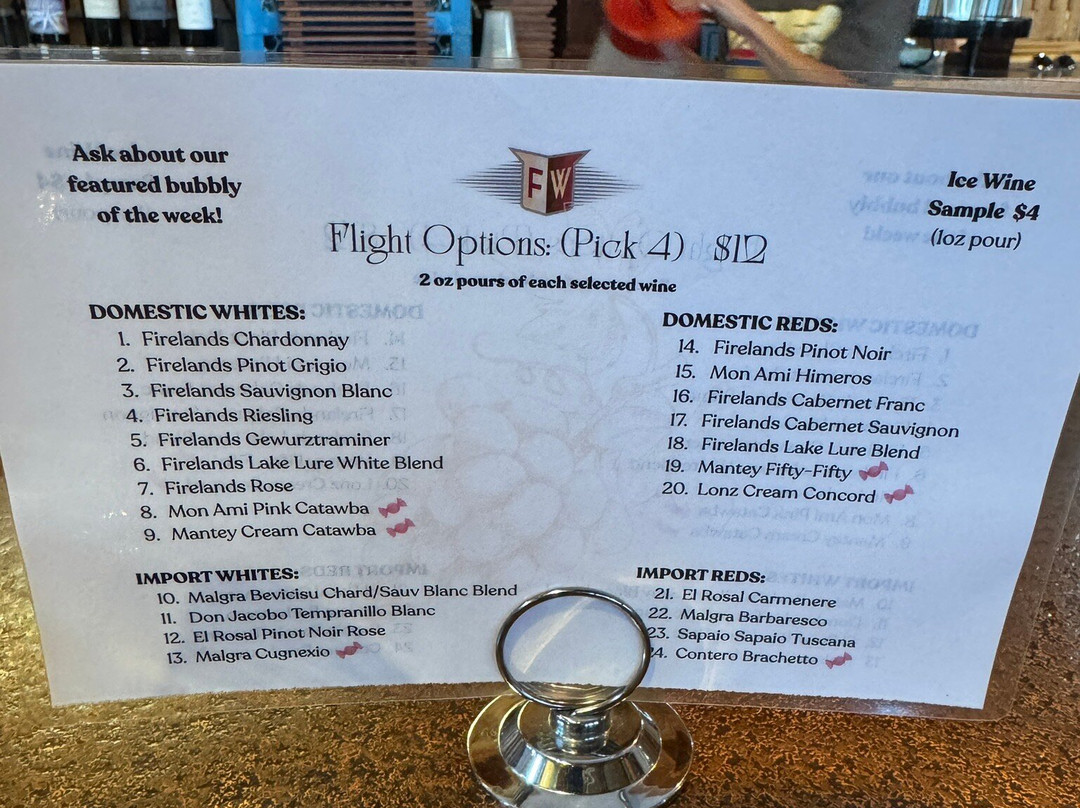 Ask about our
featured bubbly
of the week!
FW
Ice Wine
Sample $4
(1oz pour)
Flight Options: (Pick 4) $12
2 oz pours of each selected wine
DOMESTIC WHITES:
1. Firelands Chardonnay
2. Firelands Pinot Grigio
3. Firelands Sauvignon Blanc
4. Firelands Riesling
5. Firelands Gewurztraminer
6. Firelands Lake Lure White Blend
7. Firelands Rose
8. Mon Ami Pink Catawba
9. Mantey Cream Catawba
IMPORT WHITES:
10. Malgra Bevicisu Chard/Sauv Blanc Blend
11. Don Jacobo Tempranillo Blanc
12. El Rosal Pinot Noir Rose
13. Malgra Cugnexio
DOMESTIC REDS:
14. Firelands Pinot Noir
15. Mon Ami Himeros
16. Firelands Cabernet Franc
17. Firelands Cabernet Sauvignon
18. Firelands Lake Lure Blend
19. Mantey Fifty-Fifty
20. Lonz Cream Concord
IMPORT REDS:
21. El Rosal Carmenere
22. Malgra Barbaresco
23. Sapaio Sapaio Tuscana
24. Contero Brachetto